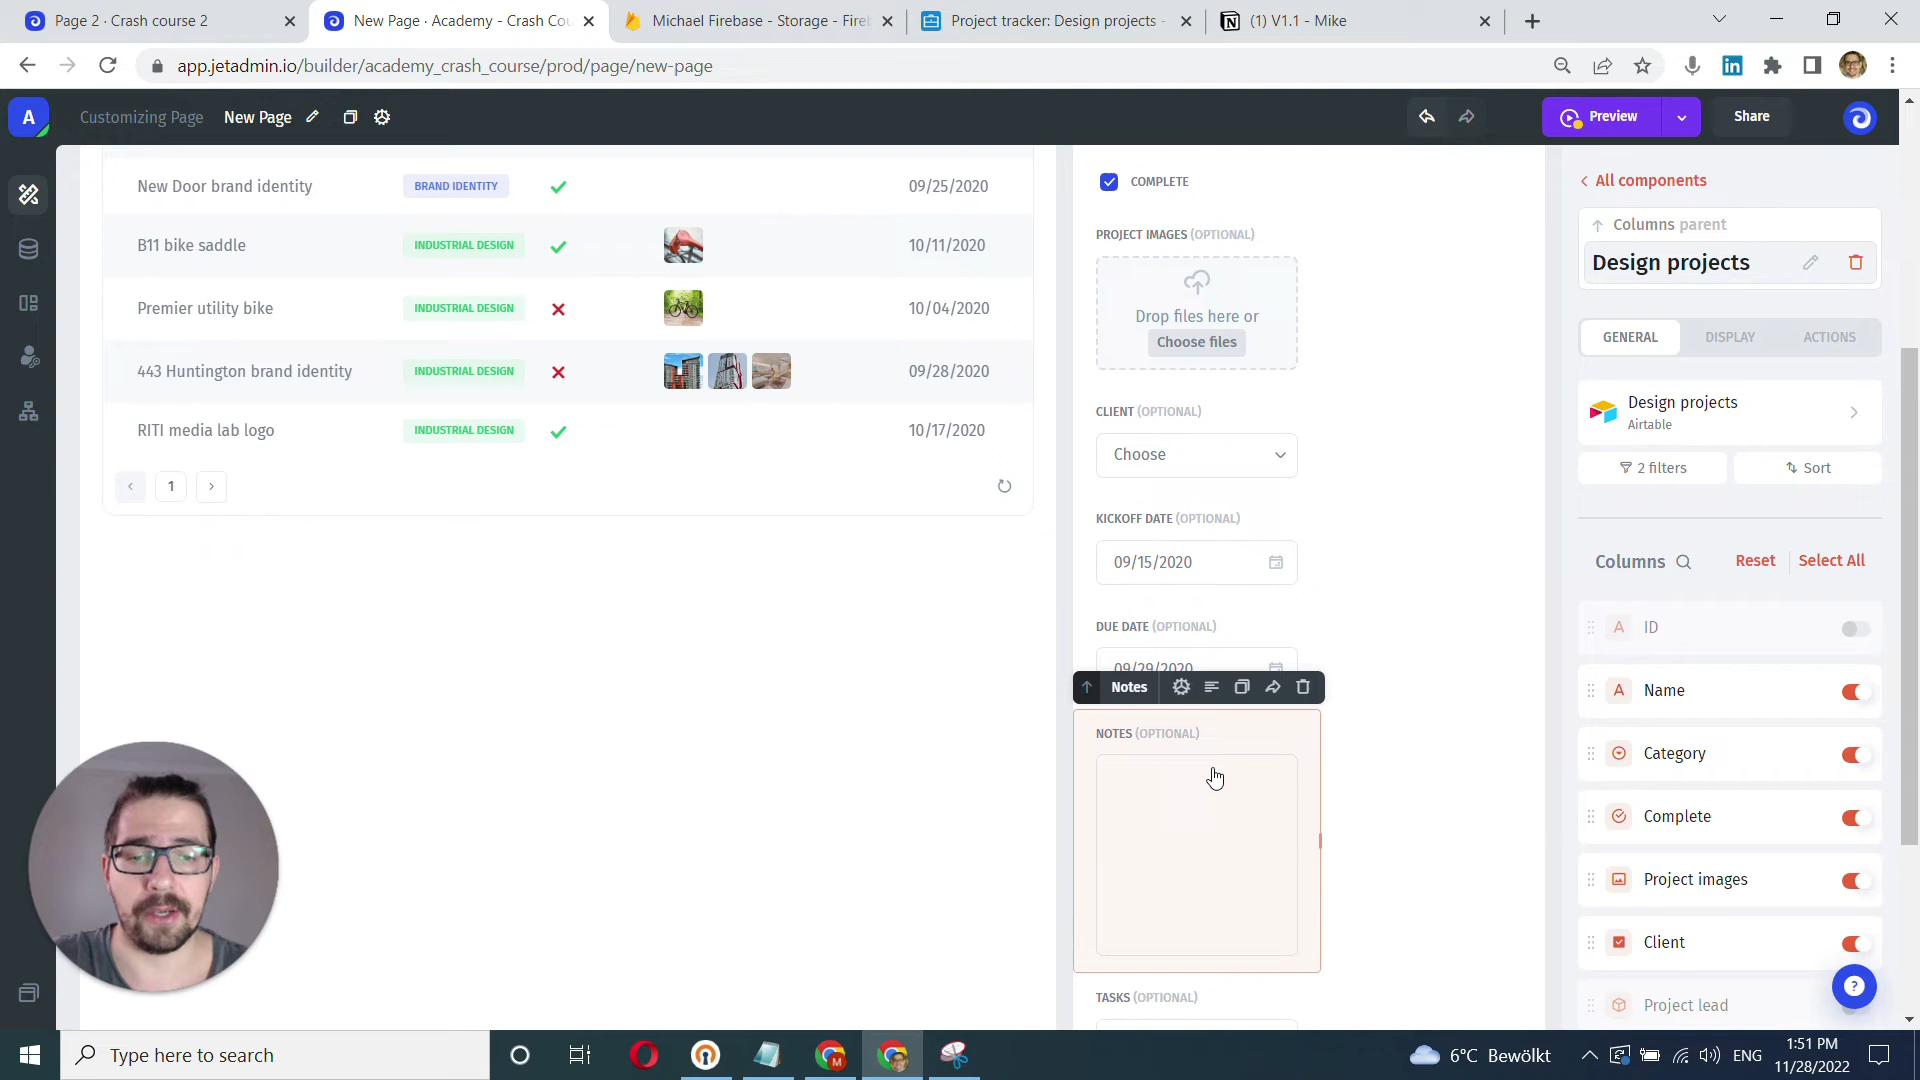 Page 2 · Crash course 2
New Page · Academy - Crash Cou
Michael Firebase - Storage - Fireb
Project tracker: Design projects -
(1) V1.1 - Mike
app.jetadmin.io/builder/academy_crash_course/prod/page/new-page
A
Customizing Page
New Page
Preview
Share
New Door brand identity
BRAND IDENTITY
09/25/2020
B11 bike saddle
INDUSTRIAL DESIGN
10/11/2020
Premier utility bike
INDUSTRIAL DESIGN
10/04/2020
443 Huntington brand identity
INDUSTRIAL DESIGN
09/28/2020
RITI media lab logo
INDUSTRIAL DESIGN
10/17/2020
1
COMPLETE
PROJECT IMAGES (OPTIONAL)
Drop files here or
Choose files
CLIENT (OPTIONAL)
Choose
KICKOFF DATE (OPTIONAL)
09/15/2020
DUE DATE (OPTIONAL)
09/29/2020
Notes
NOTES (OPTIONAL)
TASKS (OPTIONAL)
All components
Columns parent
Design projects
GENERAL
DISPLAY
ACTIONS
Design projects
Airtable
2 filters
Sort
Columns
Reset
Select All
A ID
A Name
Category
Complete
Project images
Client
Project lead
?
Type here to search
6°C Bewölkt
ENG
1:51 PM
11/28/2022